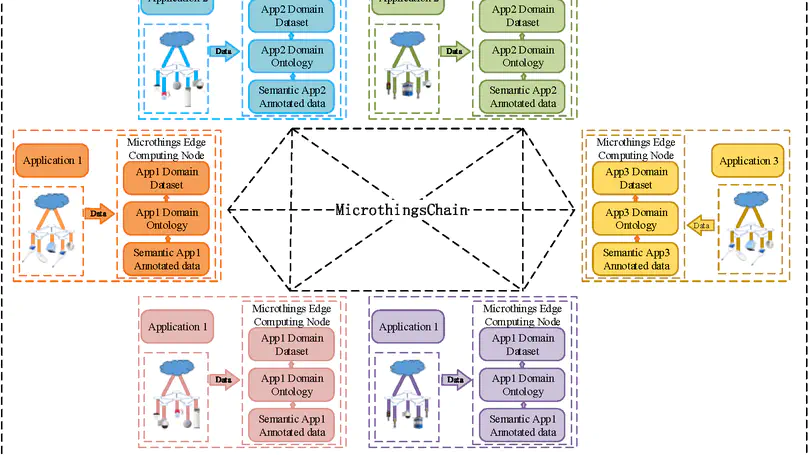 Application 2
App2 Domain
Dataset
Data
App2 Domain
Ontology
Semantic App2
Annotated data
Application 2
App2 Domain
Dataset
Data
App2 Domain
Ontology
Semantic App2
Annotated data
Application 1
Microthings Edge
Computing Node
App1 Domain
Dataset
Data
App1 Domain
Ontology
Semantic App1
Annotated data
MicrothingsChain
Microthings Edge
Computing Node
Application 3
App3 Domain
Dataset
App3 Domain
Ontology
Data
Semantic App3
Annotated data
Application 1
Microthings Edge
Computing Node
App1 Domain
Dataset
Data
App1 Domain
Ontology
Semantic App1
Annotated data
Application 1
Microthings Edge
Computing Node
App1 Domain
Dataset
Data
App1 Domain
Ontology
Semantic App1
Annotated data